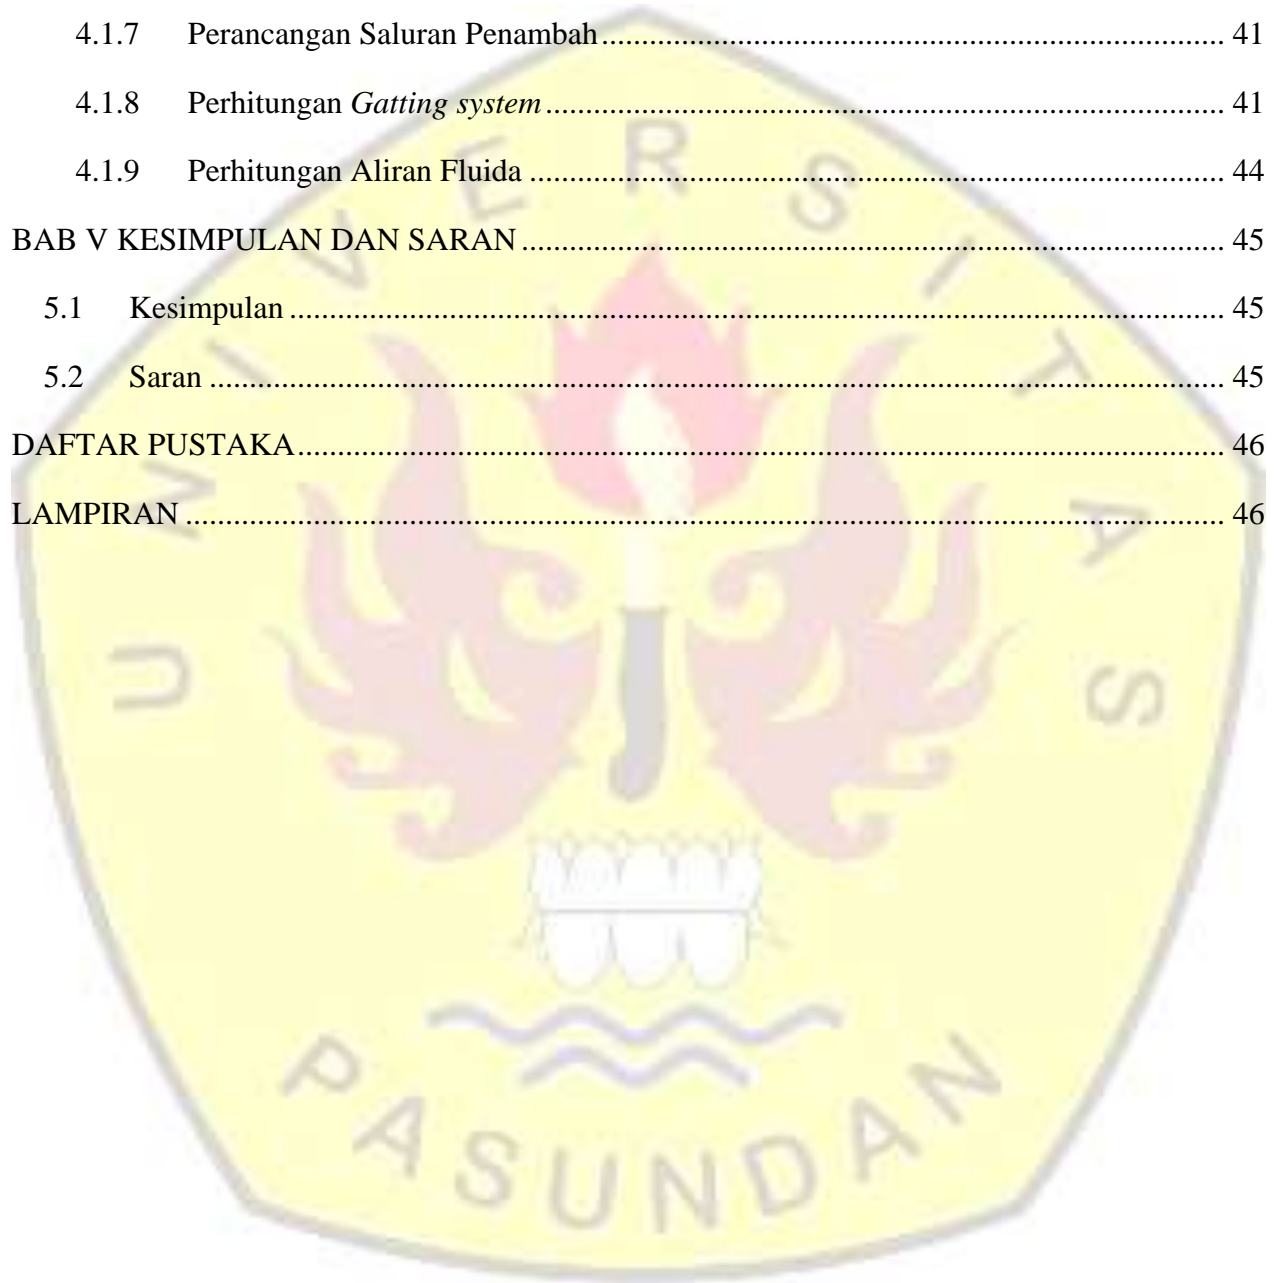 4.1.7 Perancangan Saluran Penambah........................................................................ 41
4.1.8 Perhitungan Gatting system............................................................................... 41
4.1.9 Perhitungan Aliran Fluida ................................................................................. 44
BAB V KESIMPULAN DAN SARAN.................................................................................... 45
5.1 Kesimpulan ................................................................................................................ 45
5.2 Saran .......................................................................................................................... 45
DAFTAR PUSTAKA............................................................................................................. 46
LAMPIRAN ........................................................................................................................... 46
UNIVERSITAS
PASUNDAN